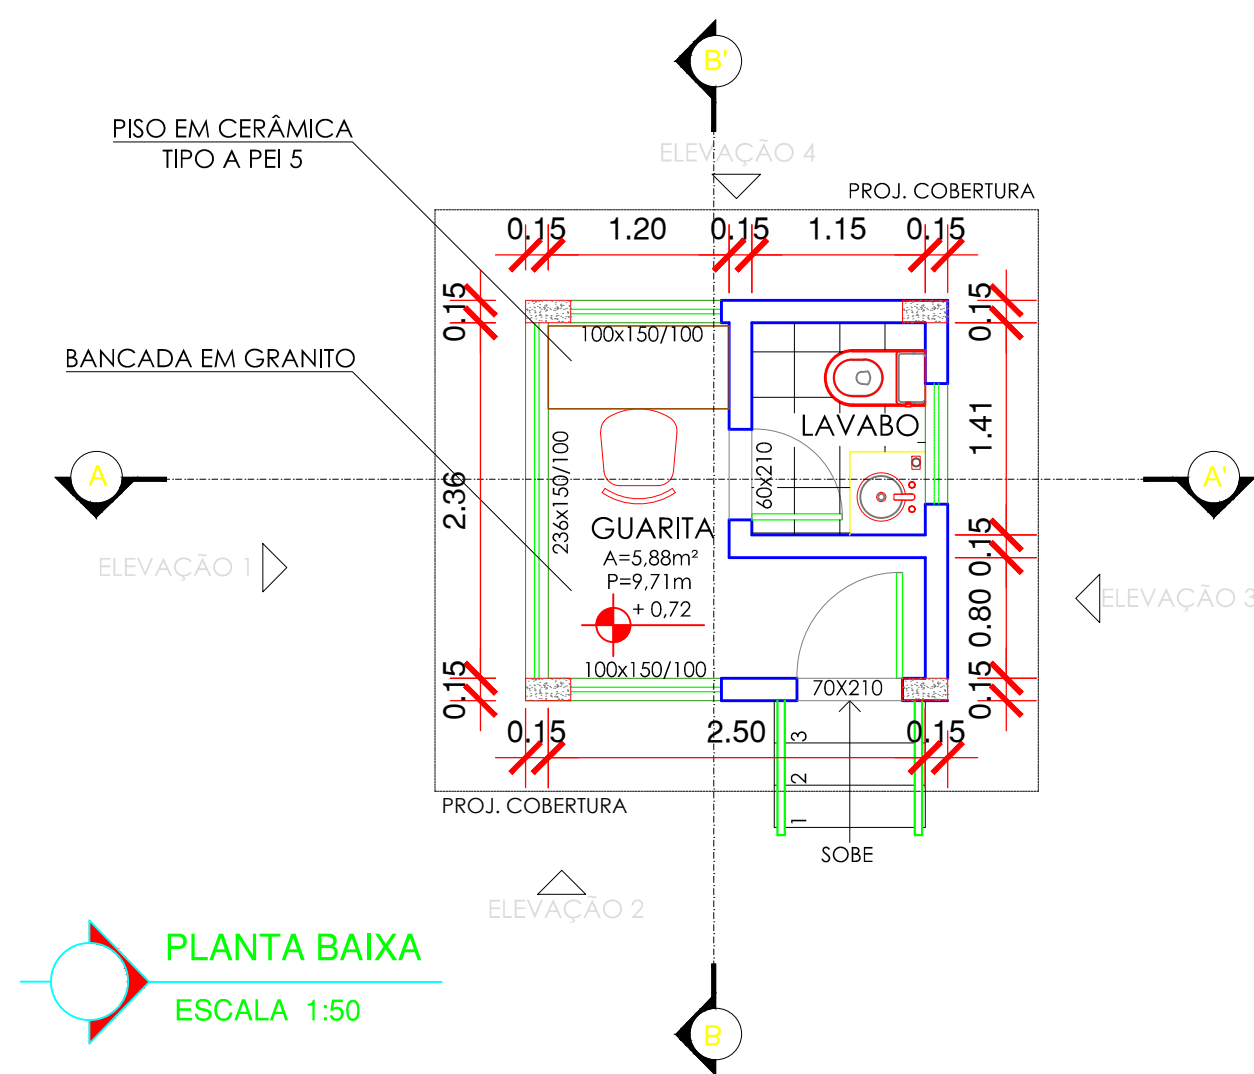 B'
PISO EM CERÂMICA
TIPO A PEI 5
ELEVAÇÃO 4
PROJ. COBERTURA
0.15 1.20 0.15 1.15 0.15
0.15
0.15
100x150/100
BANCADA EM GRANITO
LAVABO
1.41
236x150/100
60x210
A
A'
2.36
GUARITA
A=5,88m²
P=9,71m
+ 0,72
0.15
ELEVAÇÃO 1
ELEVAÇÃO 3
0.80
100x150/100
70X210
0.15
0.15
0.15 2.50 0.15
3
2
1
PROJ. COBERTURA
SOBE
ELEVAÇÃO 2
PLANTA BAIXA
ESCALA 1:50
B